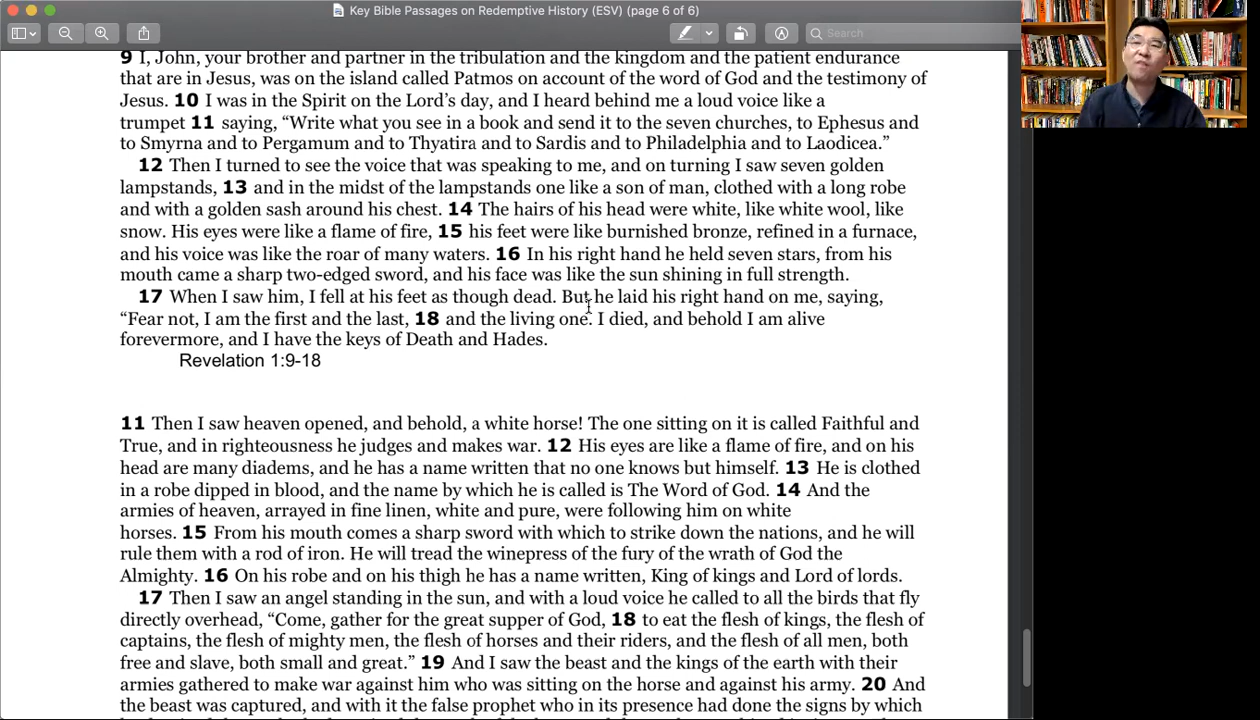 Key Bible Passages on Redemptive History (ESV) (page 6 of 6)
Search
9 I, John, your brother and partner in the tribulation and the kingdom and the patient endurance
that are in Jesus, was on the island called Patmos on account of the word of God and the testimony of
Jesus. 10 I was in the Spirit on the Lord’s day, and I heard behind me a loud voice like a
trumpet 11 saying, “Write what you see in a book and send it to the seven churches, to Ephesus and
to Smyrna and to Pergamum and to Thyatira and to Sardis and to Philadelphia and to Laodicea.”
12 Then I turned to see the voice that was speaking to me, and on turning I saw seven golden
lampstands, 13 and in the midst of the lampstands one like a son of man, clothed with a long robe
and with a golden sash around his chest. 14 The hairs of his head were white, like white wool, like
snow. His eyes were like a flame of fire, 15 his feet were like burnished bronze, refined in a furnace,
and his voice was like the roar of many waters. 16 In his right hand he held seven stars, from his
mouth came a sharp two-edged sword, and his face was like the sun shining in full strength.
17 When I saw him, I fell at his feet as though dead. But he laid his right hand on me, saying,
“Fear not, I am the first and the last, 18 and the living one. I died, and behold I am alive
forevermore, and I have the keys of Death and Hades.
Revelation 1:9-18
11 Then I saw heaven opened, and behold, a white horse! The one sitting on it is called Faithful and
True, and in righteousness he judges and makes war. 12 His eyes are like a flame of fire, and on his
head are many diadems, and he has a name written that no one knows but himself. 13 He is clothed
in a robe dipped in blood, and the name by which he is called is The Word of God. 14 And the
armies of heaven, arrayed in fine linen, white and pure, were following him on white
horses. 15 From his mouth comes a sharp sword with which to strike down the nations, and he will
rule them with a rod of iron. He will tread the winepress of the fury of the wrath of God the
Almighty. 16 On his robe and on his thigh he has a name written, King of kings and Lord of lords.
17 Then I saw an angel standing in the sun, and with a loud voice he called to all the birds that fly
directly overhead, “Come, gather for the great supper of God, 18 to eat the flesh of kings, the flesh of
captains, the flesh of mighty men, the flesh of horses and their riders, and the flesh of all men, both
free and slave, both small and great.” 19 And I saw the beast and the kings of the earth with their
armies gathered to make war against him who was sitting on the horse and against his army. 20 And
the beast was captured, and with it the false prophet who in its presence had done the signs by which